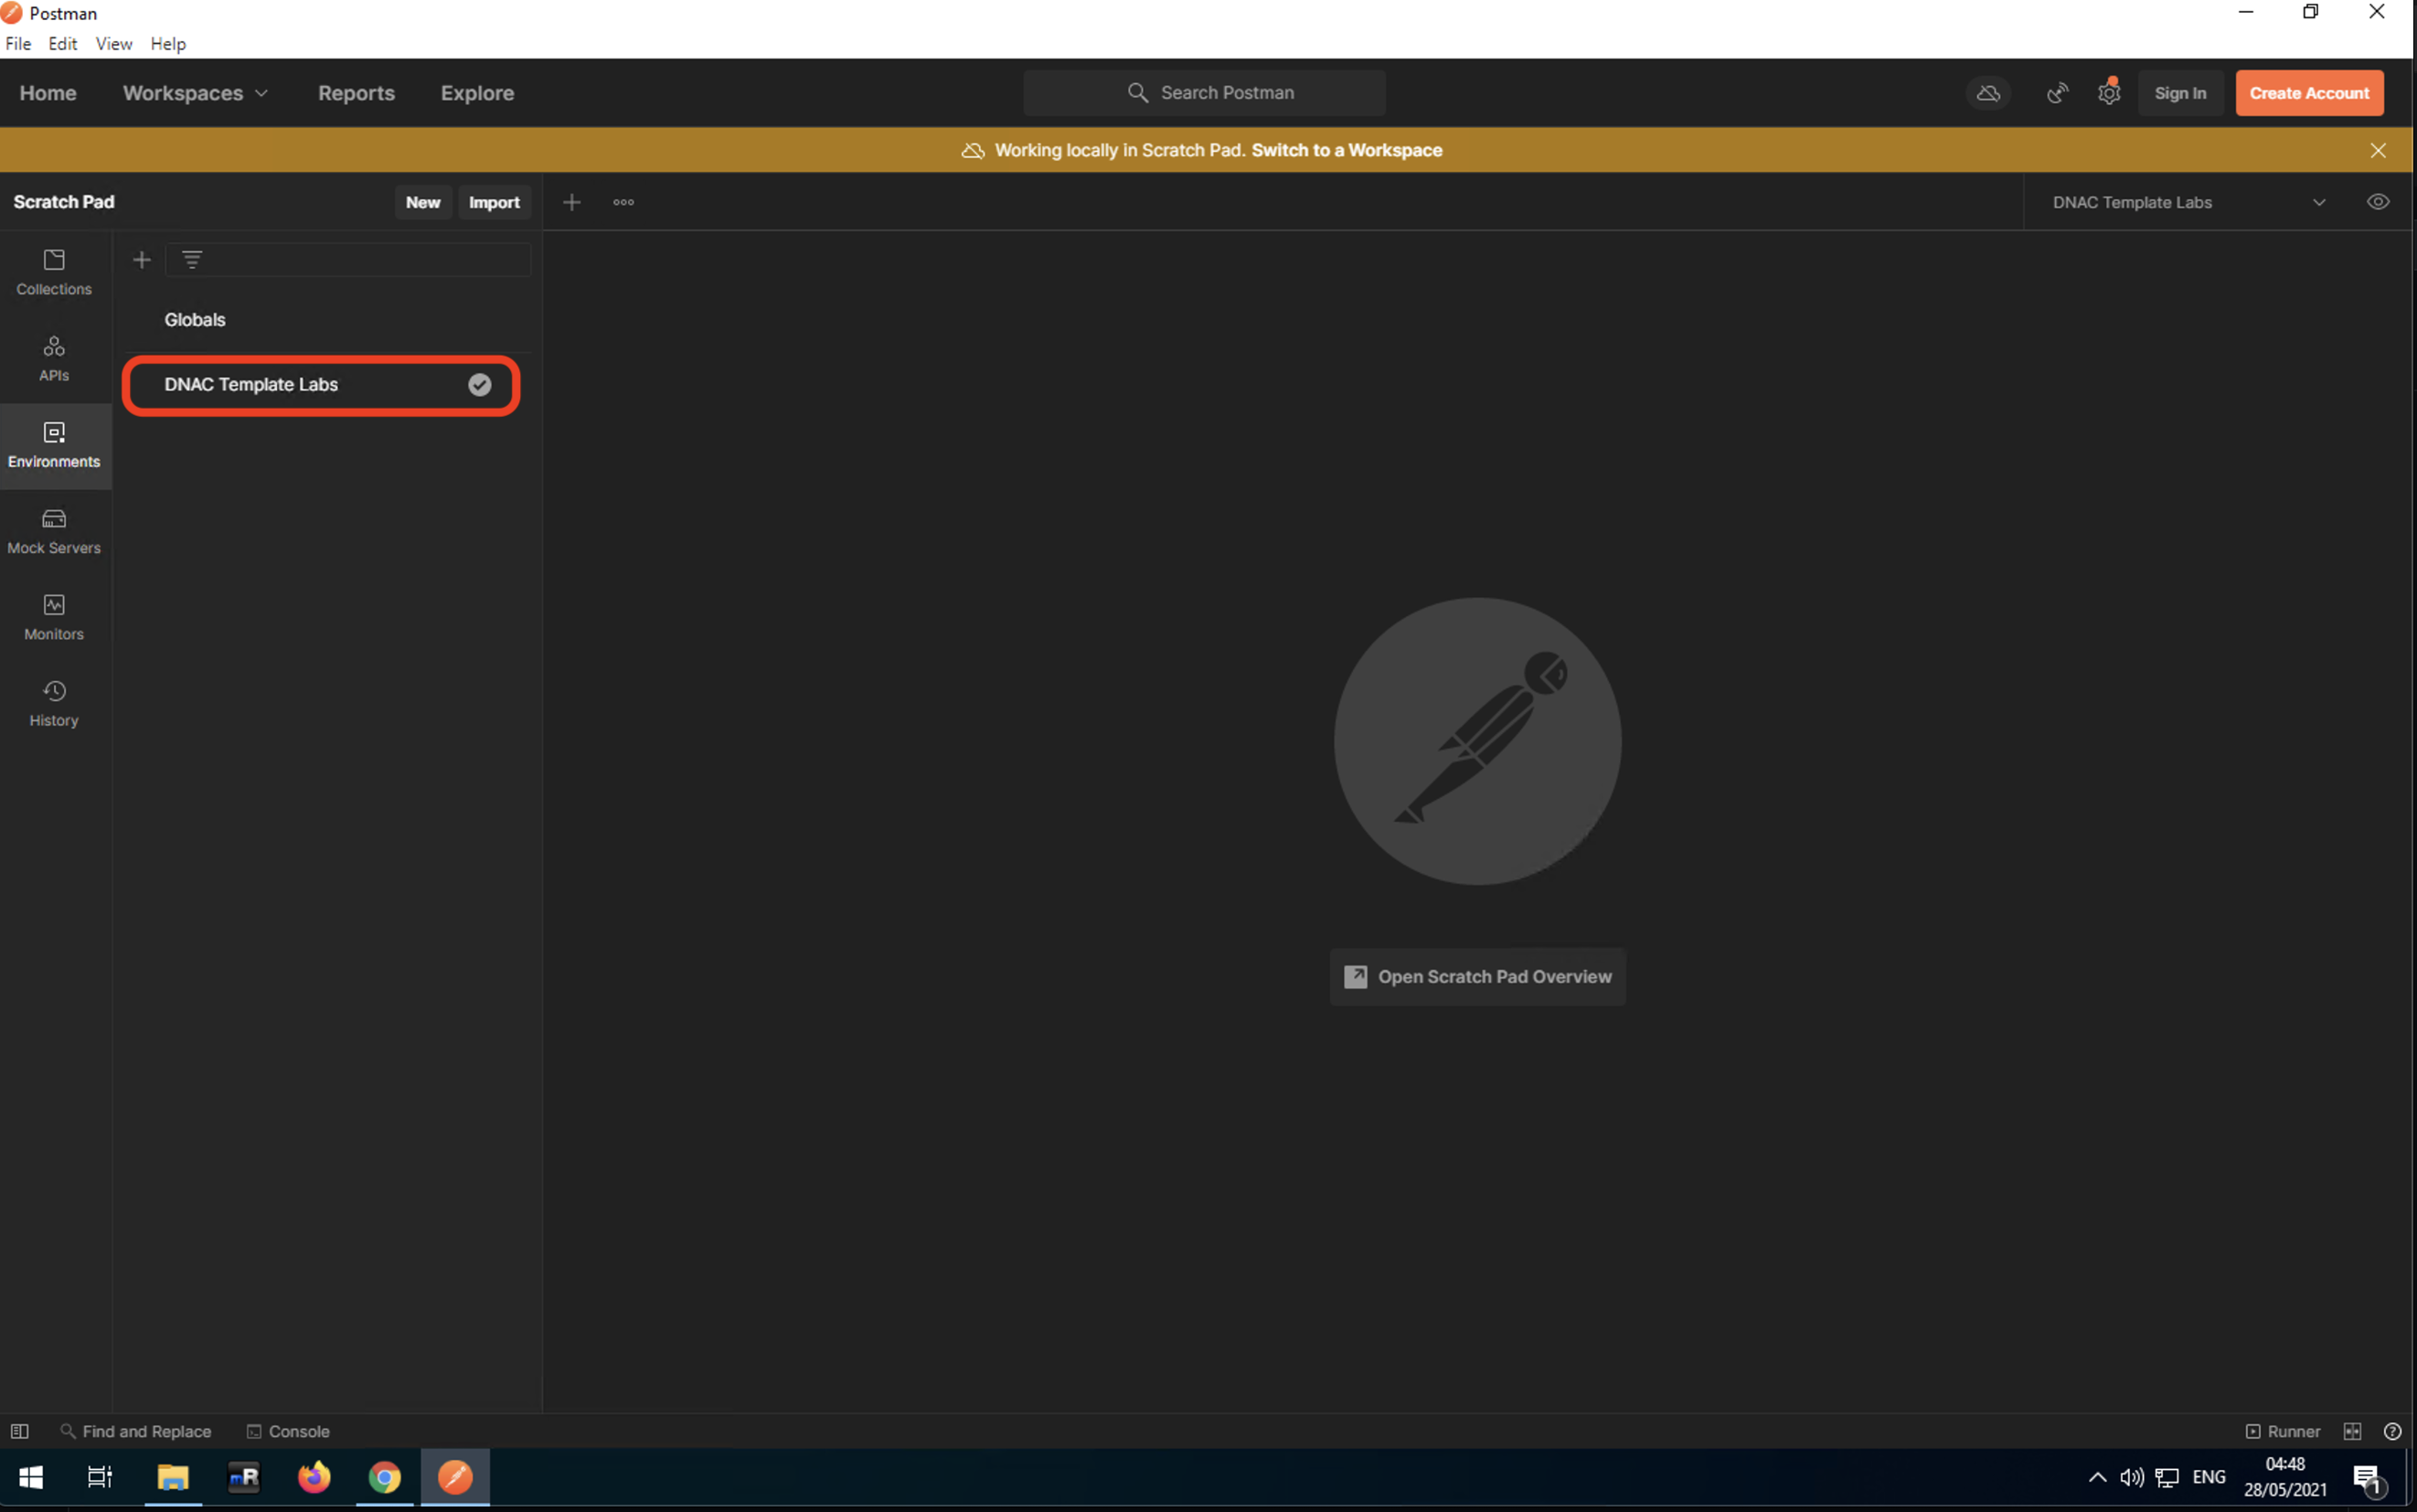 Postman
File Edit View Help
Home Workspaces Reports Explore Search Postman Sign In Create Account
Working locally in Scratch Pad. Switch to a Workspace
Scratch Pad New Import DNAC Template Labs
Collections
Globals
APIs
DNAC Template Labs
Environments
Mock Servers
Monitors
History
Open Scratch Pad Overview
Find and Replace Console Runner
mR
ENG
04:48
28/05/2021
1